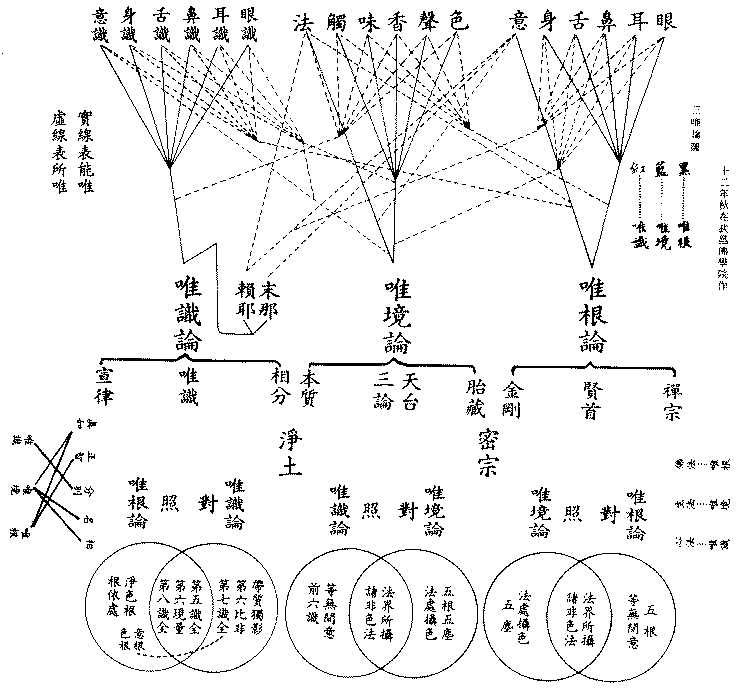 十二年秋在武昌佛學院作
三唯論圖
眼
耳
鼻
舌
身
意
色
聲
香
味
觸
法
眼識
耳識
鼻識
舌識
身識
意識
黑………唯根
藍………唯境
紅………唯識
實線表能唯
虛線表所唯
唯根論
唯境論
末那
賴耶
唯識論
禪宗
賢首
金剛
胎藏
天台
三論
本質
相分
唯識
宣律
密宗
淨土
唯根論
對
照
唯境論
唯境論
對
照
唯識論
唯識論
對
照
唯根論
五根
等無間意
法界所攝
諸非色法
法處攝色
五塵
五根五塵
法處攝色
法界所攝
諸非色法
等無間意
前六識
帶質獨影
第六比非
第七識全
第五識全
第六現量
第八識全
淨色根
根依處
意根
色根
相
名
分別
正智
真如